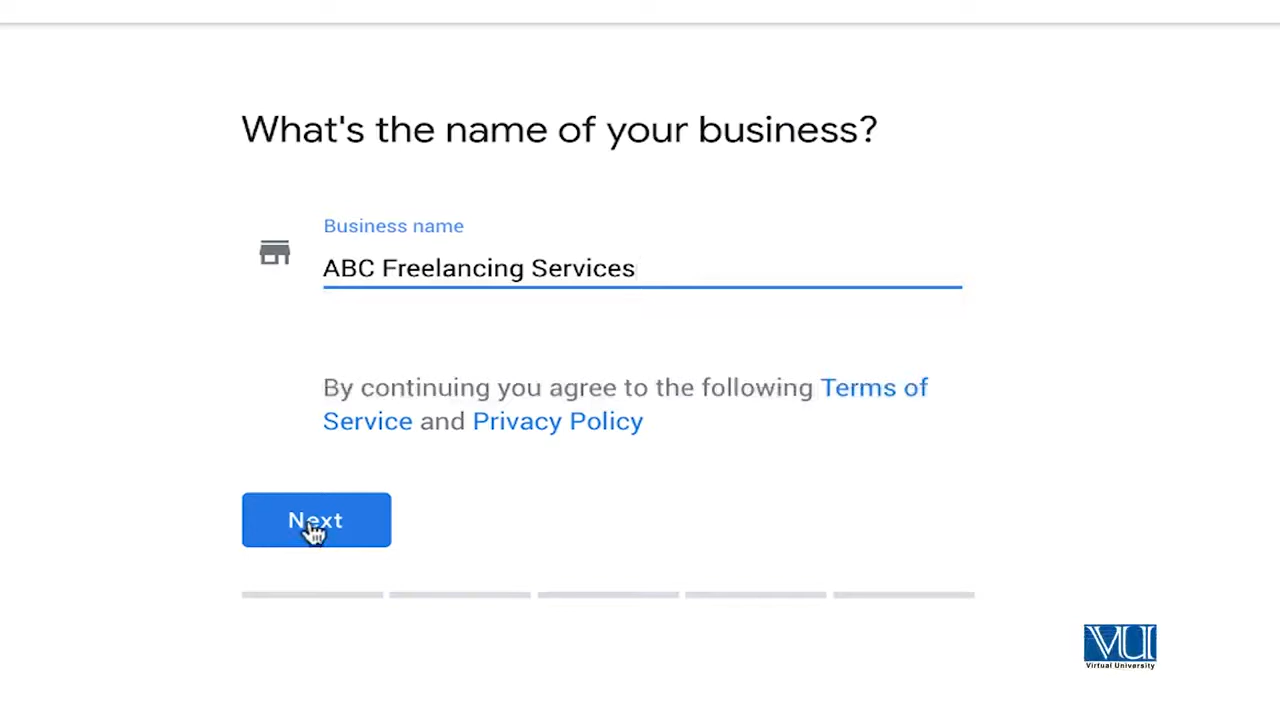 What's the name of your business?
Business name
ABC Freelancing Services
By continuing you agree to the following Terms of
Service and Privacy Policy
Next
VU
Virtual University